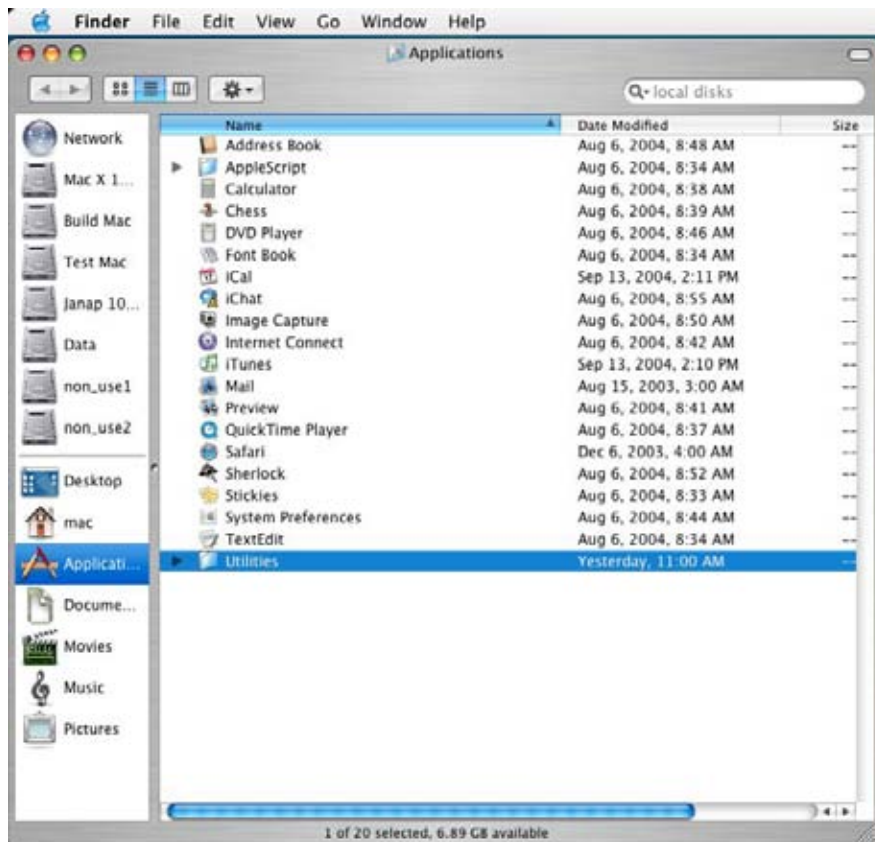 Finder File Edit View Go Window Help
Applications
local disks
Name Date Modified Size
Network
Mac X 1...
Build Mac
Test Mac
Janap 10...
Data
non_use1
non_use2
Desktop
mac
Applicati...
Docume...
Movies
Music
Pictures
Address Book Aug 6, 2004, 8:48 AM --
AppleScript Aug 6, 2004, 8:34 AM --
Calculator Aug 6, 2004, 8:38 AM --
Chess Aug 6, 2004, 8:39 AM --
DVD Player Aug 6, 2004, 8:46 AM --
Font Book Aug 6, 2004, 8:34 AM --
iCal Sep 13, 2004, 2:11 PM --
iChat Aug 6, 2004, 8:55 AM --
Image Capture Aug 6, 2004, 8:50 AM --
Internet Connect Aug 6, 2004, 8:42 AM --
iTunes Sep 13, 2004, 2:10 PM --
Mail Aug 15, 2003, 3:00 AM --
Preview Aug 6, 2004, 8:41 AM --
QuickTime Player Aug 6, 2004, 8:37 AM --
Safari Dec 6, 2003, 4:00 AM --
Sherlock Aug 6, 2004, 8:52 AM --
Stickies Aug 6, 2004, 8:33 AM --
System Preferences Aug 6, 2004, 8:44 AM --
TextEdit Aug 6, 2004, 8:34 AM --
Utilities Yesterday, 11:00 AM --
1 of 20 selected, 6.89 GB available